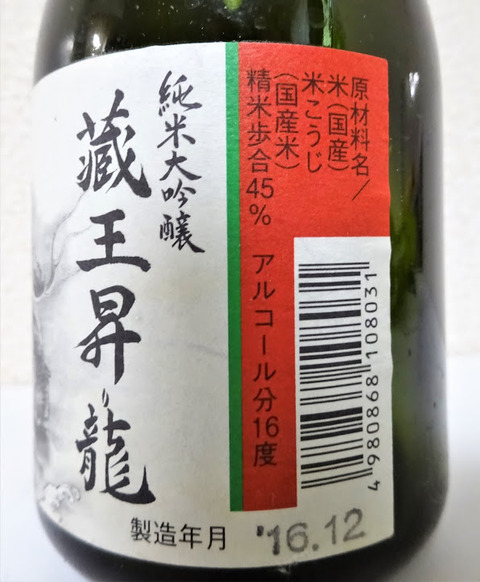 原材料名/
米(国産)
米こうじ
(国産米)
精米歩合45% アルコール分16度
純米大吟醸
蔵王昇り龍
4 980868 108031
製造年月 '16.12